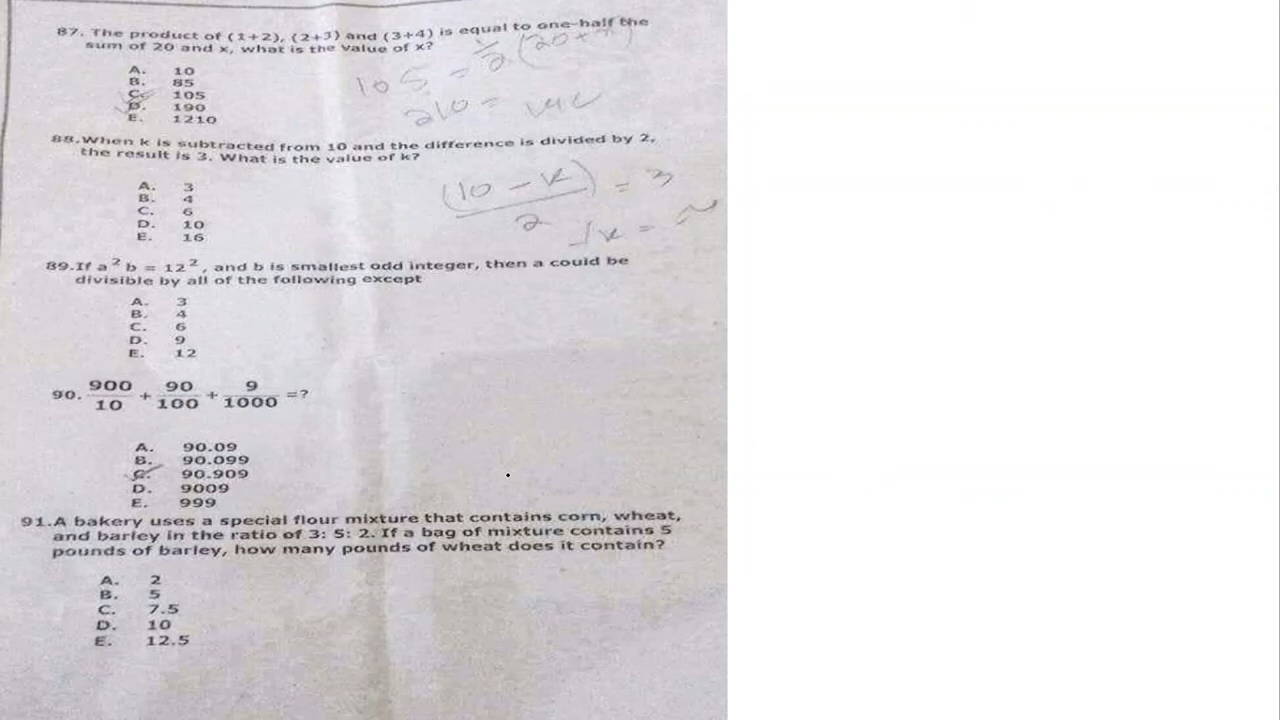 87. The product of (1+2), (2+3) and (3+4) is equal to one-half the
sum of 20 and x, what is the value of x?
A. 10
B. 85
C. 105
D. 190
E. 1210
105 = 1/2 (20+x)
210 =
88.When k is subtracted from 10 and the difference is divided by 2,
the result is 3. What is the value of k?
A. 3
B. 4
C. 6
D. 10
E. 16
(10 - k) = 3
2
89.If a² b = 12², and b is smallest odd integer, then a could be
divisible by all of the following except
A. 3
B. 4
C. 6
D. 9
E. 12
90. 900/10 + 90/100 + 9/1000 =?
A. 90.09
B. 90.099
C. 90.909
D. 9009
E. 999
91.A bakery uses a special flour mixture that contains corn, wheat,
and barley in the ratio of 3: 5: 2. If a bag of mixture contains 5
pounds of barley, how many pounds of wheat does it contain?
A. 2
B. 5
C. 7.5
D. 10
E. 12.5